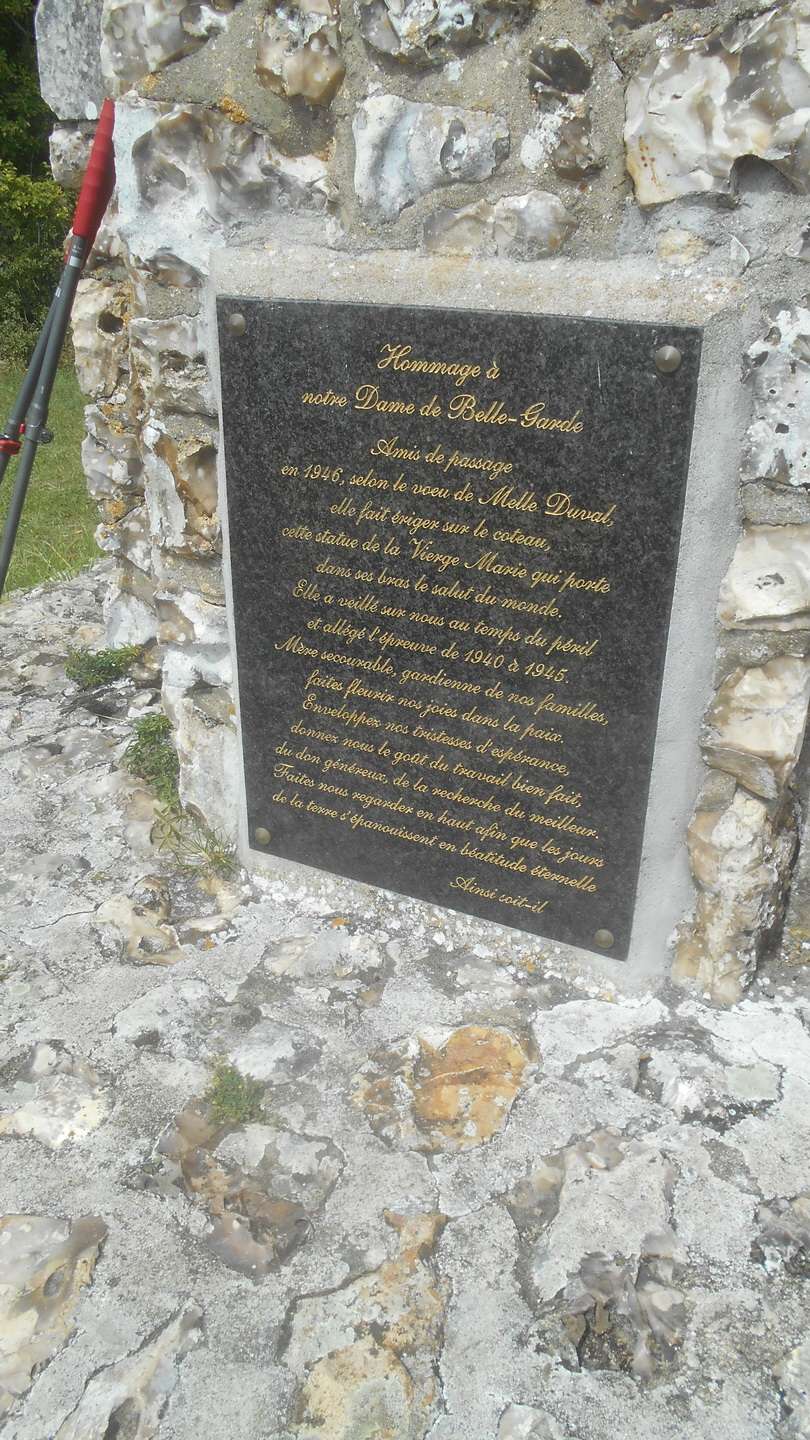 Hommage à
notre Dame de Belle-Garde
Amis de passage
en 1946, selon le voeu de Melle Duval,
elle fait ériger sur le coteau,
cette statue de la Vierge Marie qui porte
dans ses bras le salut du monde.
Elle a veillé sur nous au temps du péril
et allégé l'épreuve de 1940 à 1945.
Mère secourable, gardienne de nos familles,
faites fleurir nos joies dans la paix.
Enveloppez nos tristesses d'espérance,
donnez nous le goût du travail bien fait,
du don généreux, de la recherche du meilleur.
Faites nous regarder en haut afin que les jours
de la terre s'épanouissent en béatitude éternelle
Ainsi soit-il